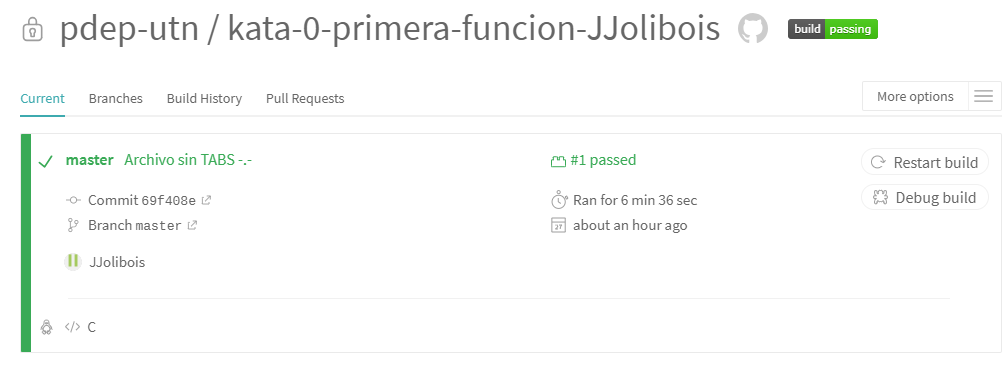 pdep-utn / kata-0-primera-funcion-JJolibois build passing
Current Branches Build History Pull Requests More options
master Archivo sin TABS -.- #1 passed Restart build
Commit 69f408e Ran for 6 min 36 sec Debug build
Branch master 27 about an hour ago
JJolibois
</> C